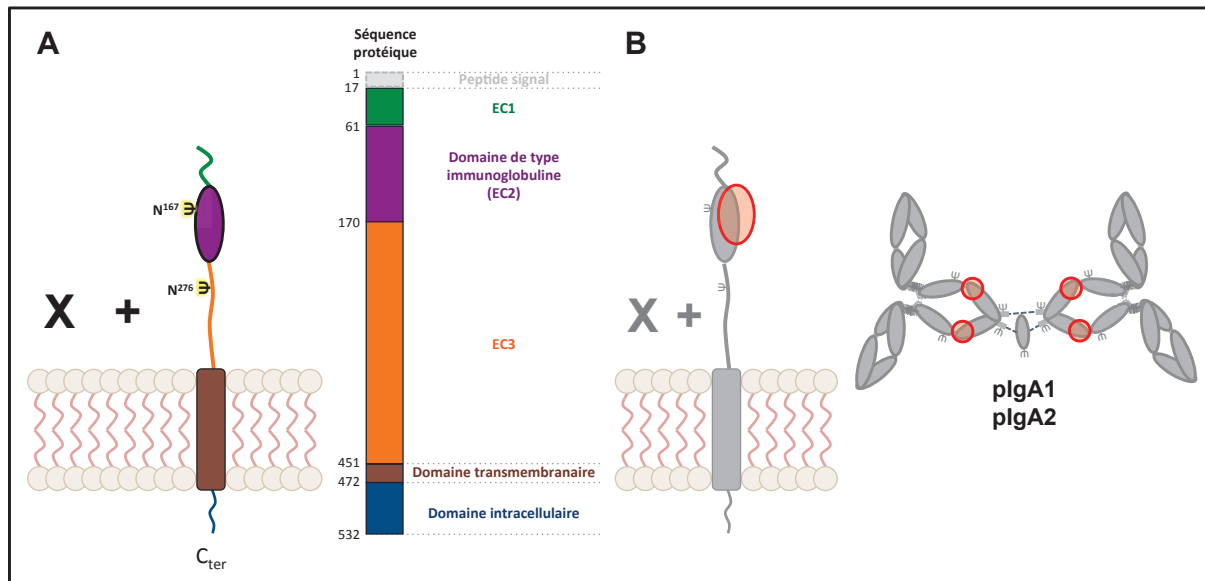 A
Séquence
protéique
1
Peptide signal
17
EC1
61
Domaine de type
immunoglobuline
(EC2)
N¹⁶⁷
170
N²⁷⁶
X +
EC3
451
Domaine transmembranaire
472
Domaine intracellulaire
532
C_ter
B
X +
pIgA1
pIgA2